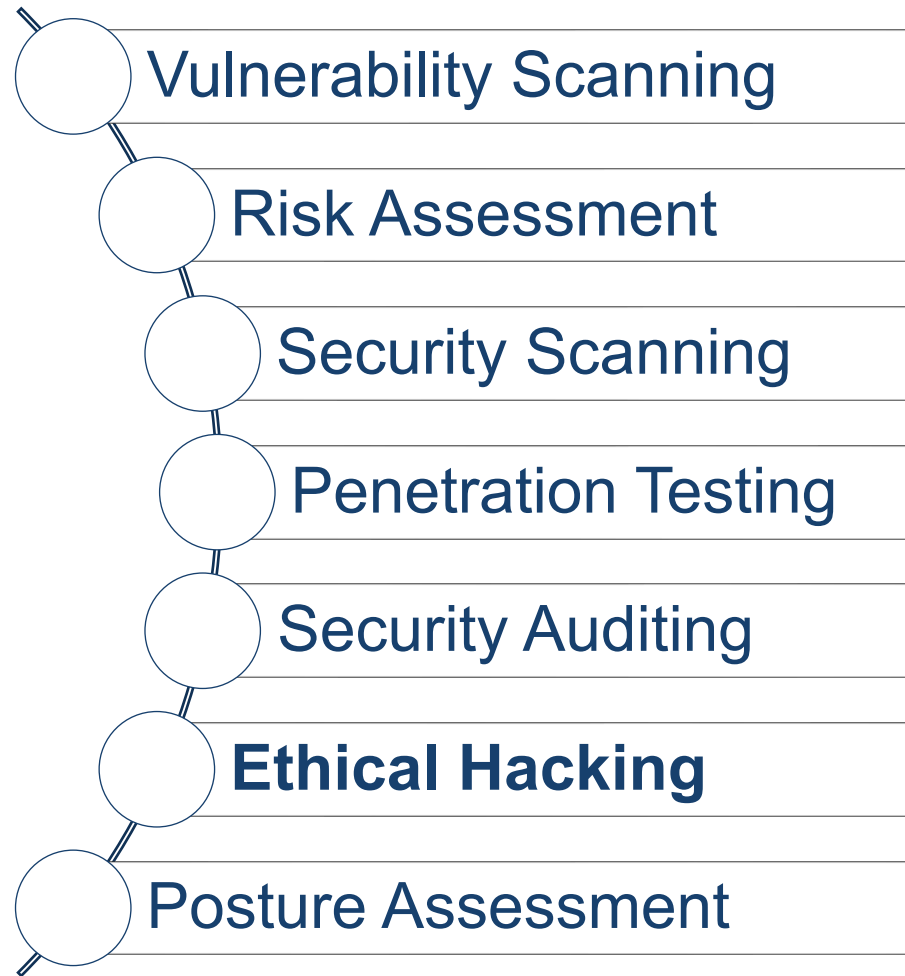 Vulnerability Scanning
Risk Assessment
Security Scanning
Penetration Testing
Security Auditing
Ethical Hacking
Posture Assessment